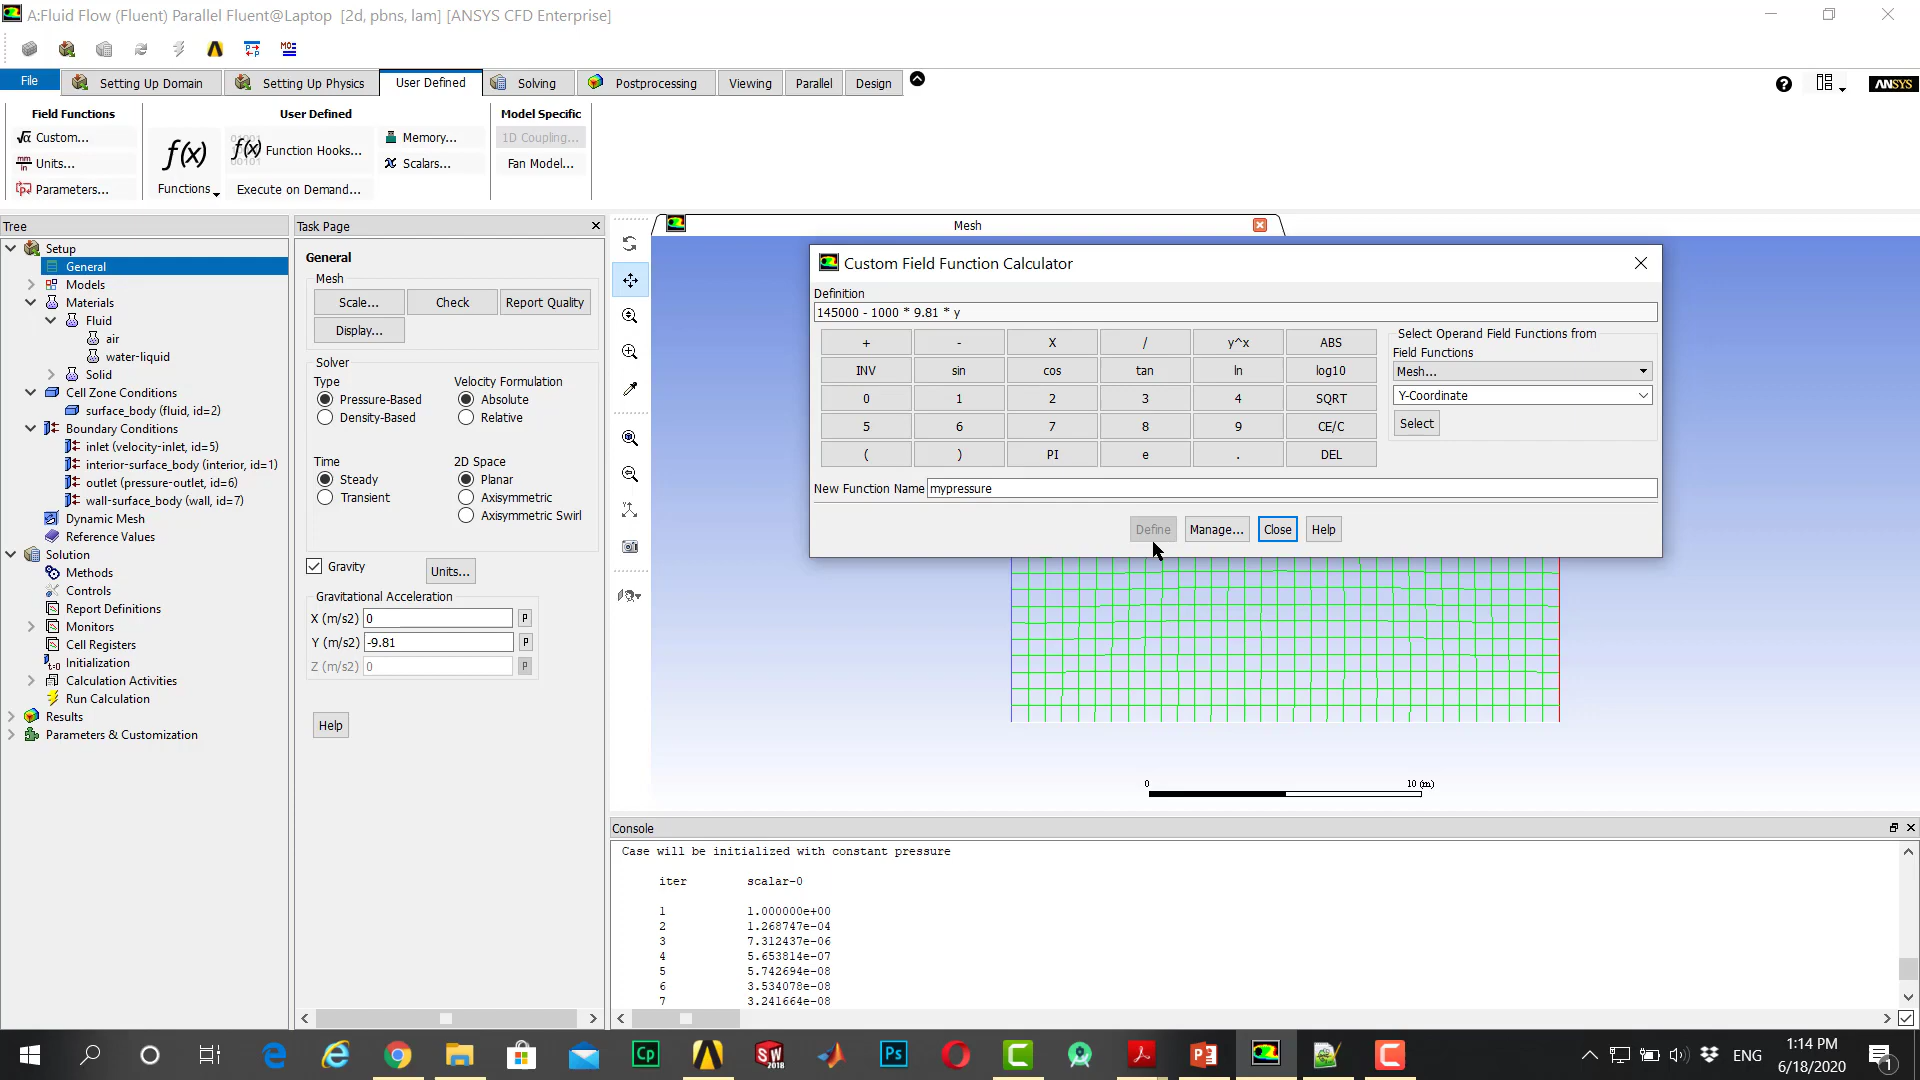 A:Fluid Flow (Fluent) Parallel Fluent@Laptop [2d, pbns, lam] [ANSYS CFD Enterprise]
File
Setting Up Domain
Setting Up Physics
User Defined
Solving
Postprocessing
Viewing
Parallel
Design
ANSYS
Field Functions
User Defined
Model Specific
Custom...
Units...
Parameters...
f(x)
Functions
f(x) Function Hooks...
Execute on Demand...
Memory...
Scalars...
1D Coupling...
Fan Model...
Tree
Setup
General
Models
Materials
Fluid
air
water-liquid
Solid
Cell Zone Conditions
surface_body (fluid, id=2)
Boundary Conditions
inlet (velocity-inlet, id=5)
interior-surface_body (interior, id=1)
outlet (pressure-outlet, id=6)
wall-surface_body (wall, id=7)
Dynamic Mesh
Reference Values
Solution
Methods
Controls
Report Definitions
Monitors
Cell Registers
Initialization
Calculation Activities
Run Calculation
Results
Parameters & Customization
Task Page
General
Mesh
Scale... Check Report Quality
Display...
Solver
Type Velocity Formulation
Pressure-Based Absolute
Density-Based Relative
Time 2D Space
Steady Planar
Transient Axisymmetric
Axisymmetric Swirl
Gravity Units...
Gravitational Acceleration
X (m/s2) 0 P
Y (m/s2) -9.81 P
Z (m/s2) 0 P
Help
Mesh
Custom Field Function Calculator
Definition
145000 - 1000 * 9.81 * y
+ - X / y^x ABS
INV sin cos tan ln log10
0 1 2 3 4 SQRT
5 6 7 8 9 CE/C
( ) PI e . DEL
Select Operand Field Functions from
Field Functions
Mesh...
Y-Coordinate
Select
New Function Name mypressure
Define Manage... Close Help
0 10 (m)
Console
Case will be initialized with constant pressure
iter scalar-0
1 1.000000e+00
2 1.268747e-04
3 7.312437e-06
4 5.653814e-07
5 5.742694e-08
6 3.534078e-08
7 3.241664e-08
ENG
1:14 PM
6/18/2020
1